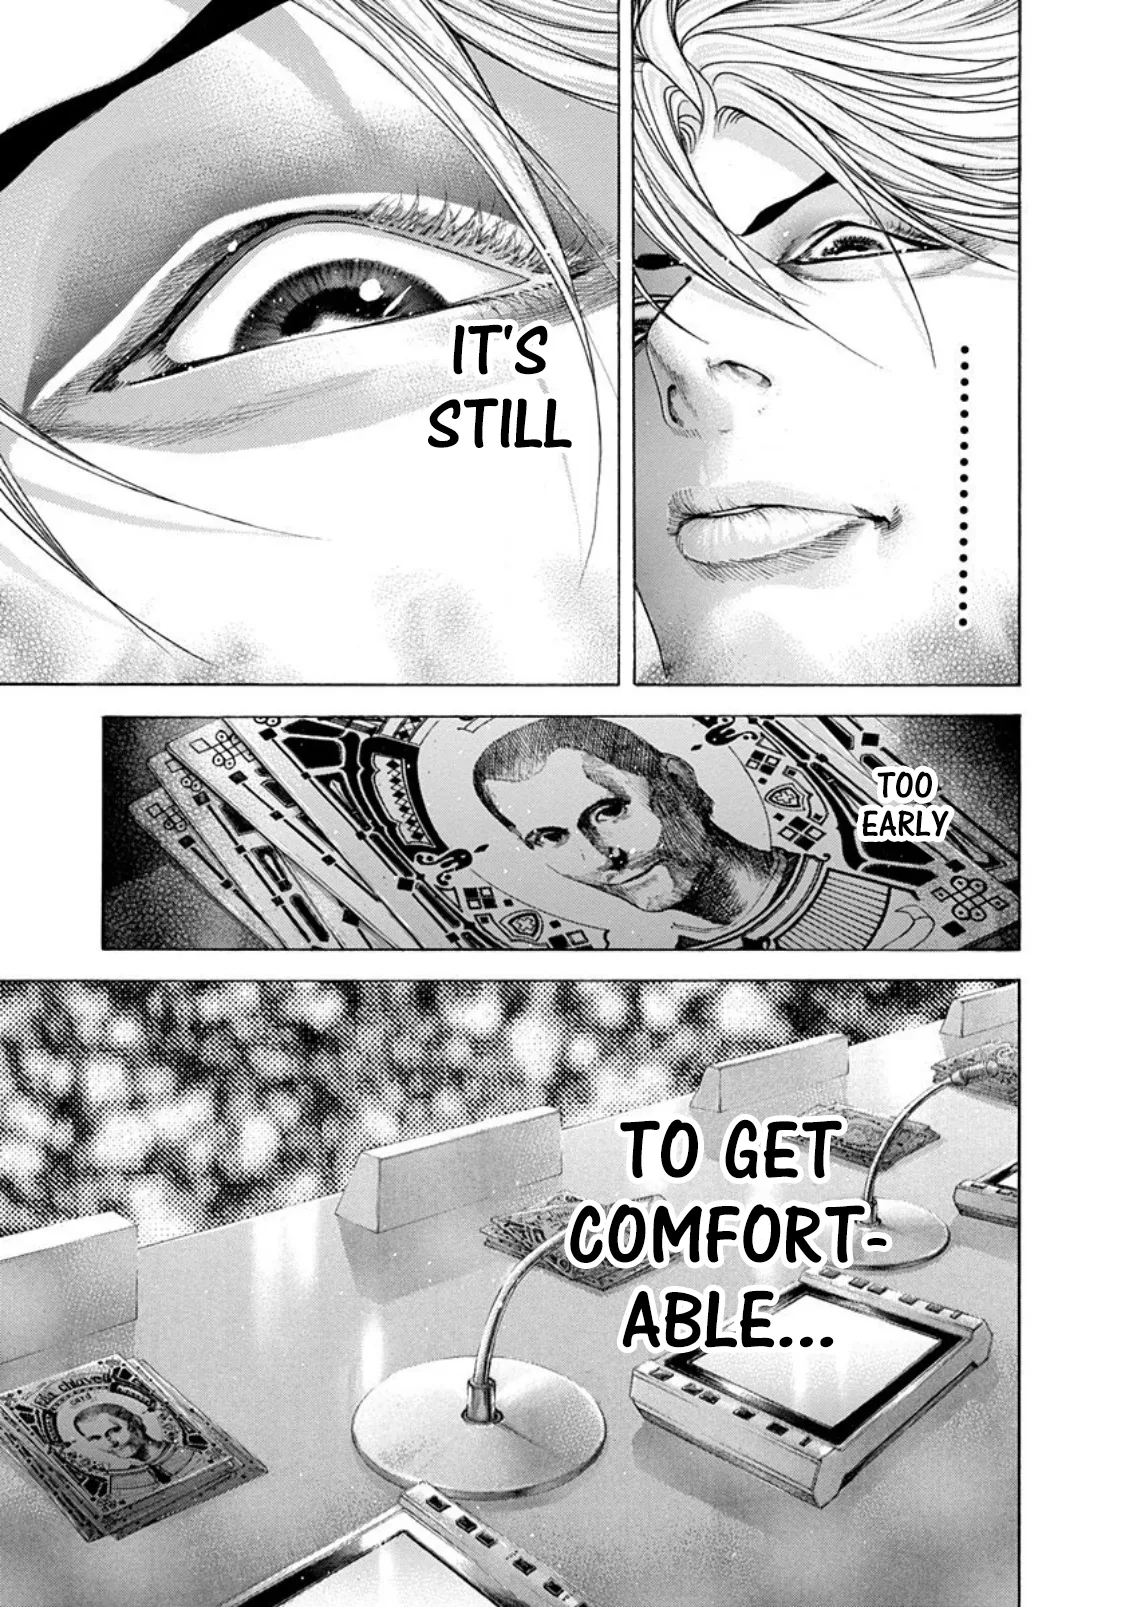 ..............
IT'S
STILL
TOO
EARLY
TO GET
COMFORT-
ABLE...